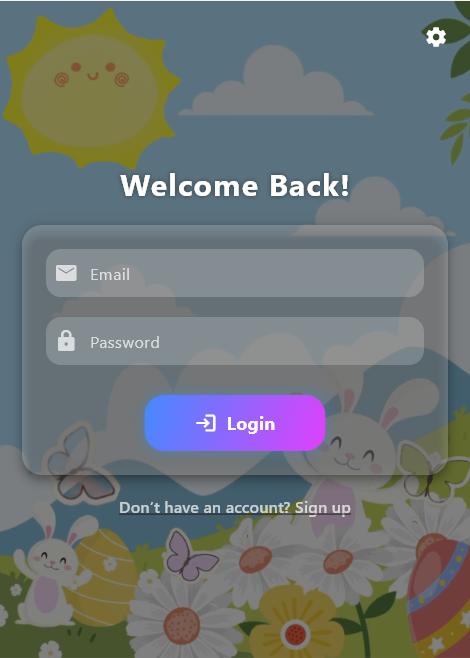 Welcome Back!
Email
Password
Login
Don’t have an account? Sign up